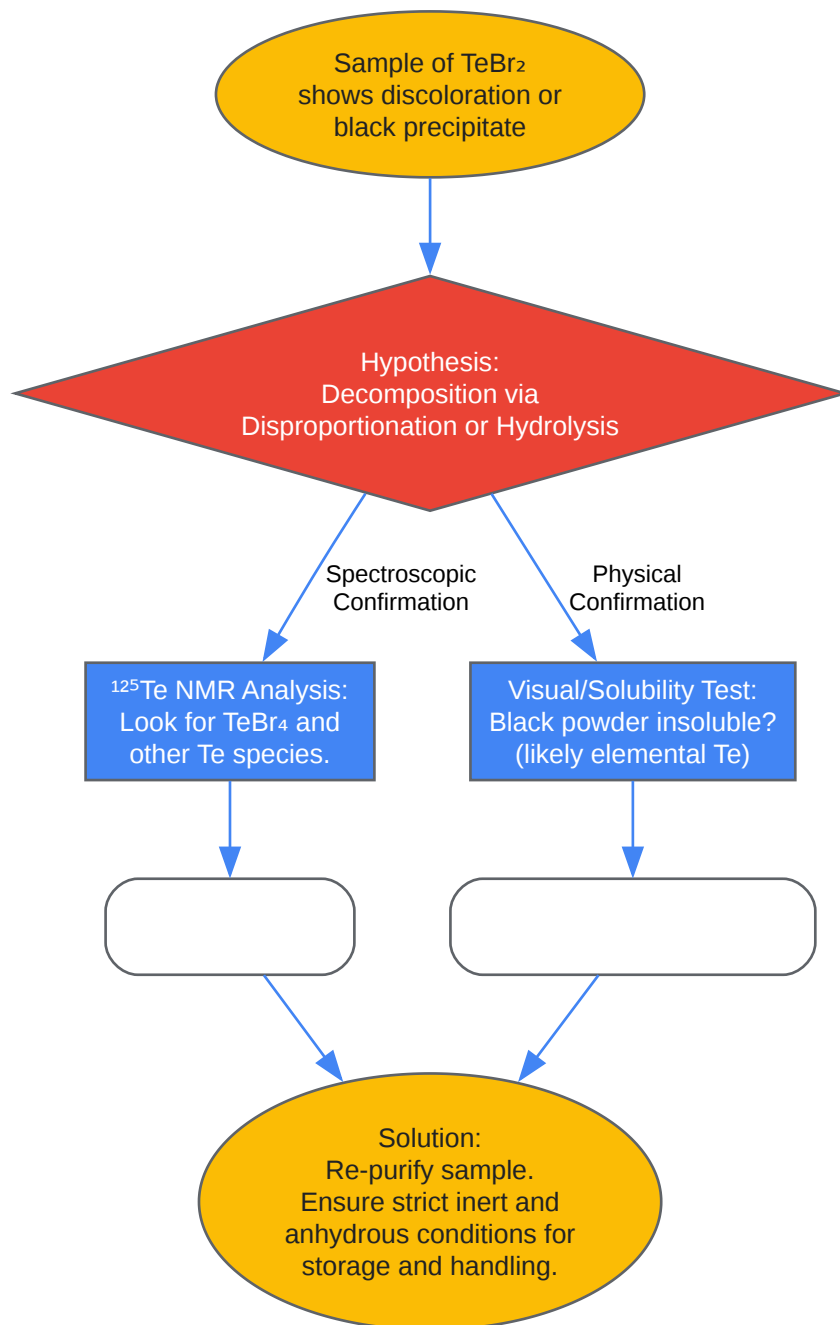 Sample of TeBr₂
shows discoloration or
black precipitate
Hypothesis:
Decomposition via
Disproportionation or Hydrolysis
Spectroscopic
Confirmation
Physical
Confirmation
¹²⁵Te NMR Analysis:
Look for TeBr₄ and
other Te species.
Visual/Solubility Test:
Black powder insoluble?
(likely elemental Te)
Solution:
Re-purify sample.
Ensure strict inert and
anhydrous conditions for
storage and handling.